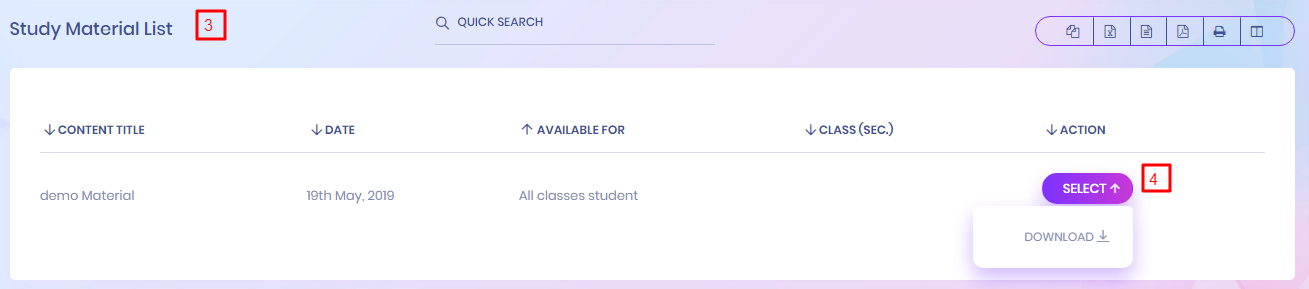 Study Material List 3 QUICK SEARCH
CONTENT TITLE DATE AVAILABLE FOR CLASS (SEC.) ACTION
demo Material 19th May, 2019 All classes student SELECT 4
DOWNLOAD